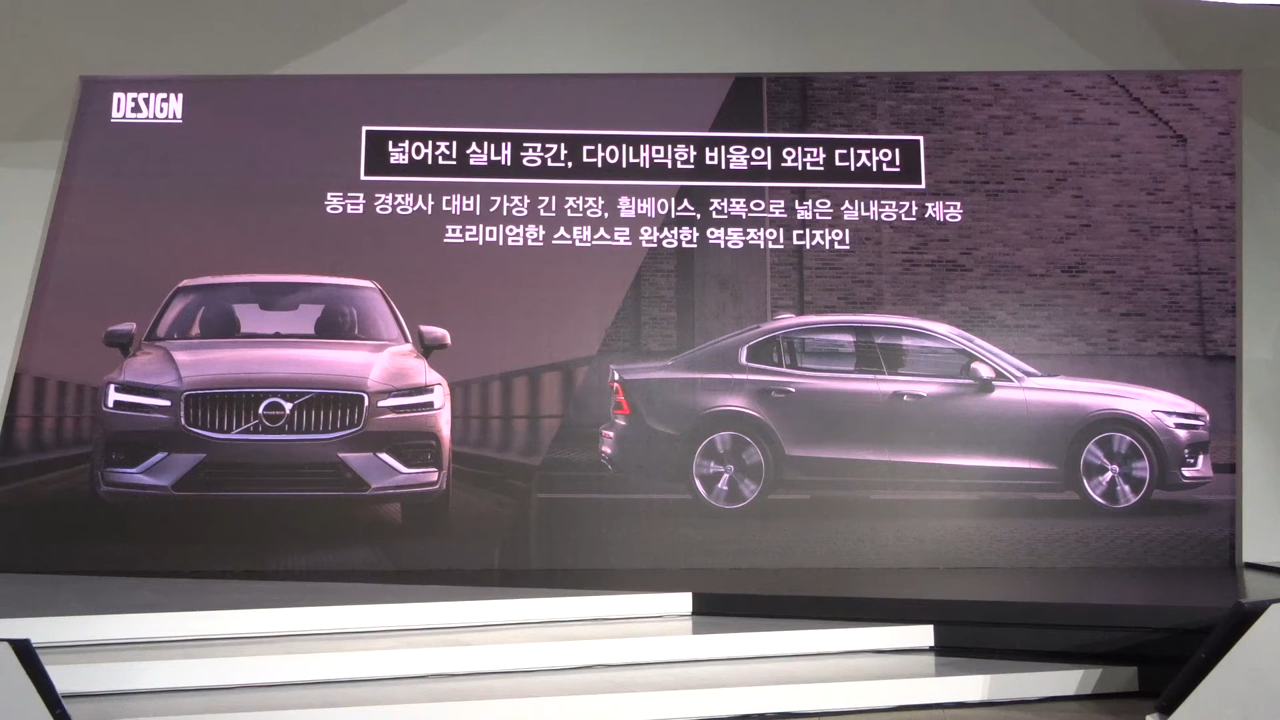 DESIGN
넓어진 실내 공간, 다이내믹한 비율의 외관 디자인
동급 경쟁사 대비 가장 긴 전장, 휠베이스, 전폭으로 넓은 실내공간 제공
프리미엄한 스탠스로 완성한 역동적인 디자인